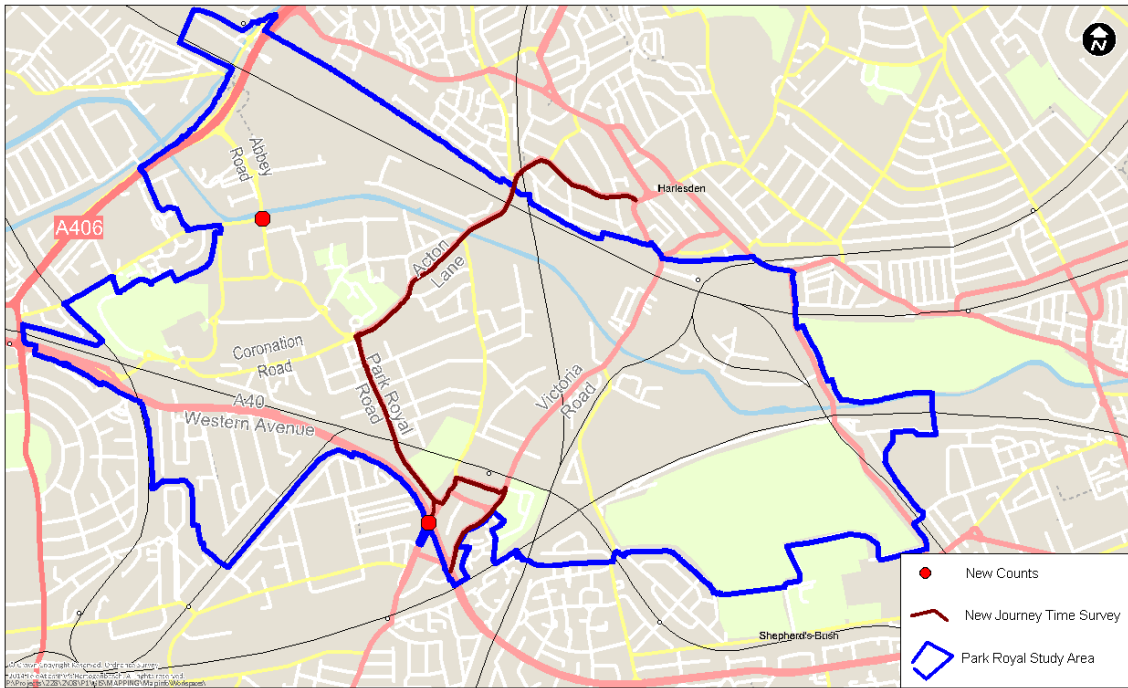 N
Abbey
Road
A406
Harlesden
Acton
Lane
Coronation
Road
Park Royal
Road
Victoria
Road
A40
Western Avenue
Shepherd's Bush
New Counts
New Journey Time Survey
Park Royal Study Area